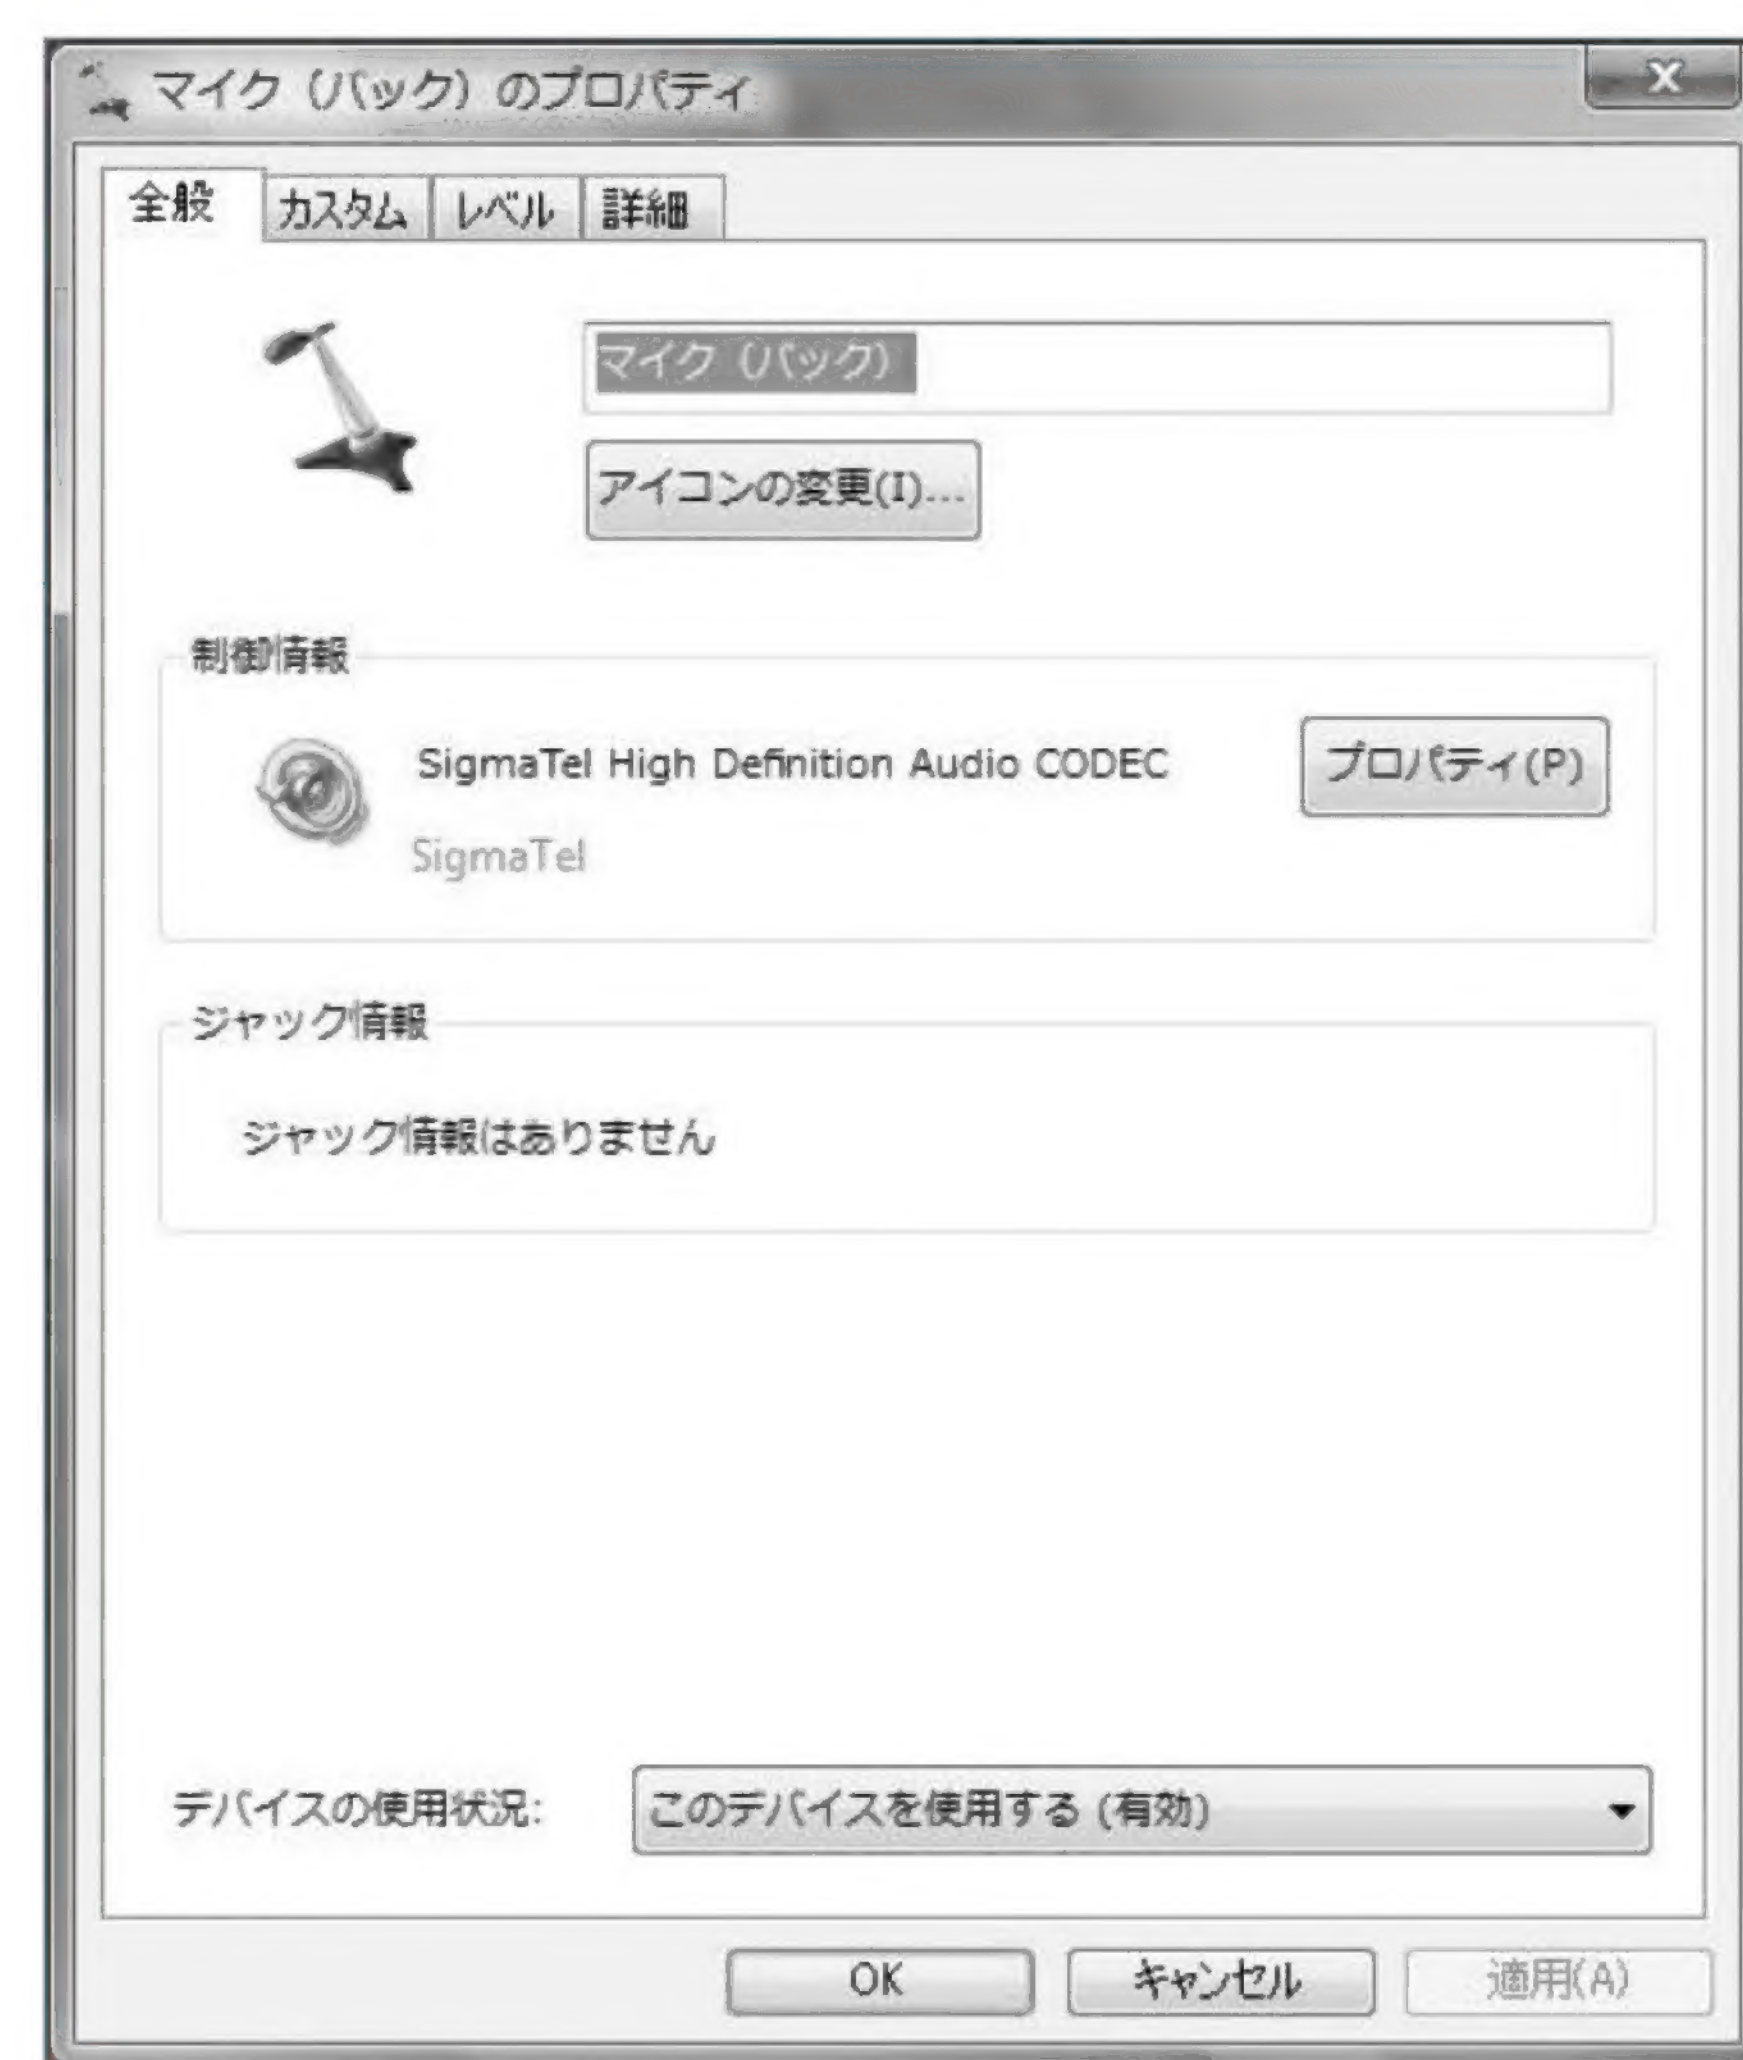 マイク (バック) のプロパティ
全般 カスタム レベル 詳細
マイク (バック)
アイコンの変更(I)...
制御情報
SigmaTel High Definition Audio CODEC プロパティ(P)
SigmaTel
ジャック情報
ジャック情報はありません
デバイスの使用状況: このデバイスを使用する (有効)
OK キャンセル 適用(A)